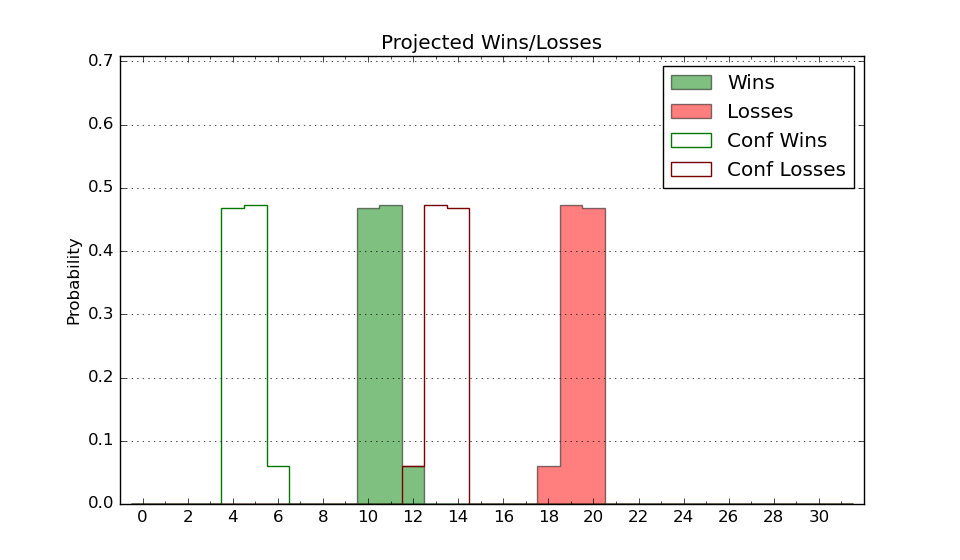 Projected Wins/Losses
0.7
0.6
0.5
0.4
0.3
0.2
0.1
0.0
Probability
Wins
Losses
Conf Wins
Conf Losses
0 2 4 6 8 10 12 14 16 18 20 22 24 26 28 30